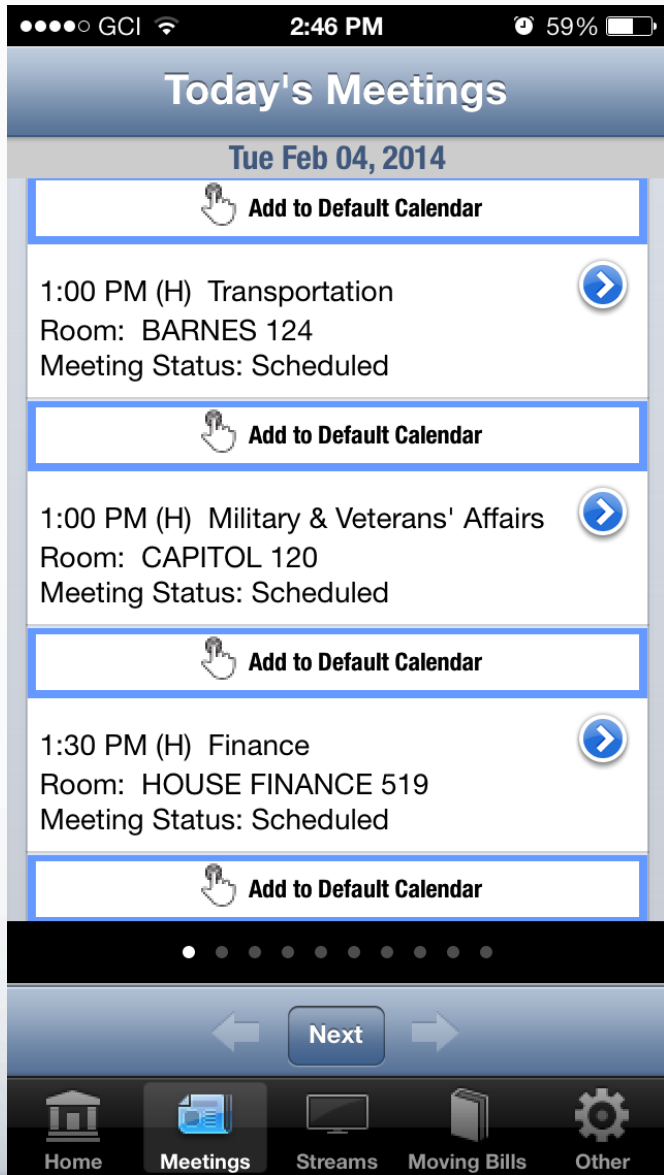 GCI 2:46 PM 59%
Today's Meetings
Tue Feb 04, 2014
Add to Default Calendar
1:00 PM (H) Transportation
Room: BARNES 124
Meeting Status: Scheduled
Add to Default Calendar
1:00 PM (H) Military & Veterans' Affairs
Room: CAPITOL 120
Meeting Status: Scheduled
Add to Default Calendar
1:30 PM (H) Finance
Room: HOUSE FINANCE 519
Meeting Status: Scheduled
Add to Default Calendar
Next
Home Meetings Streams Moving Bills Other